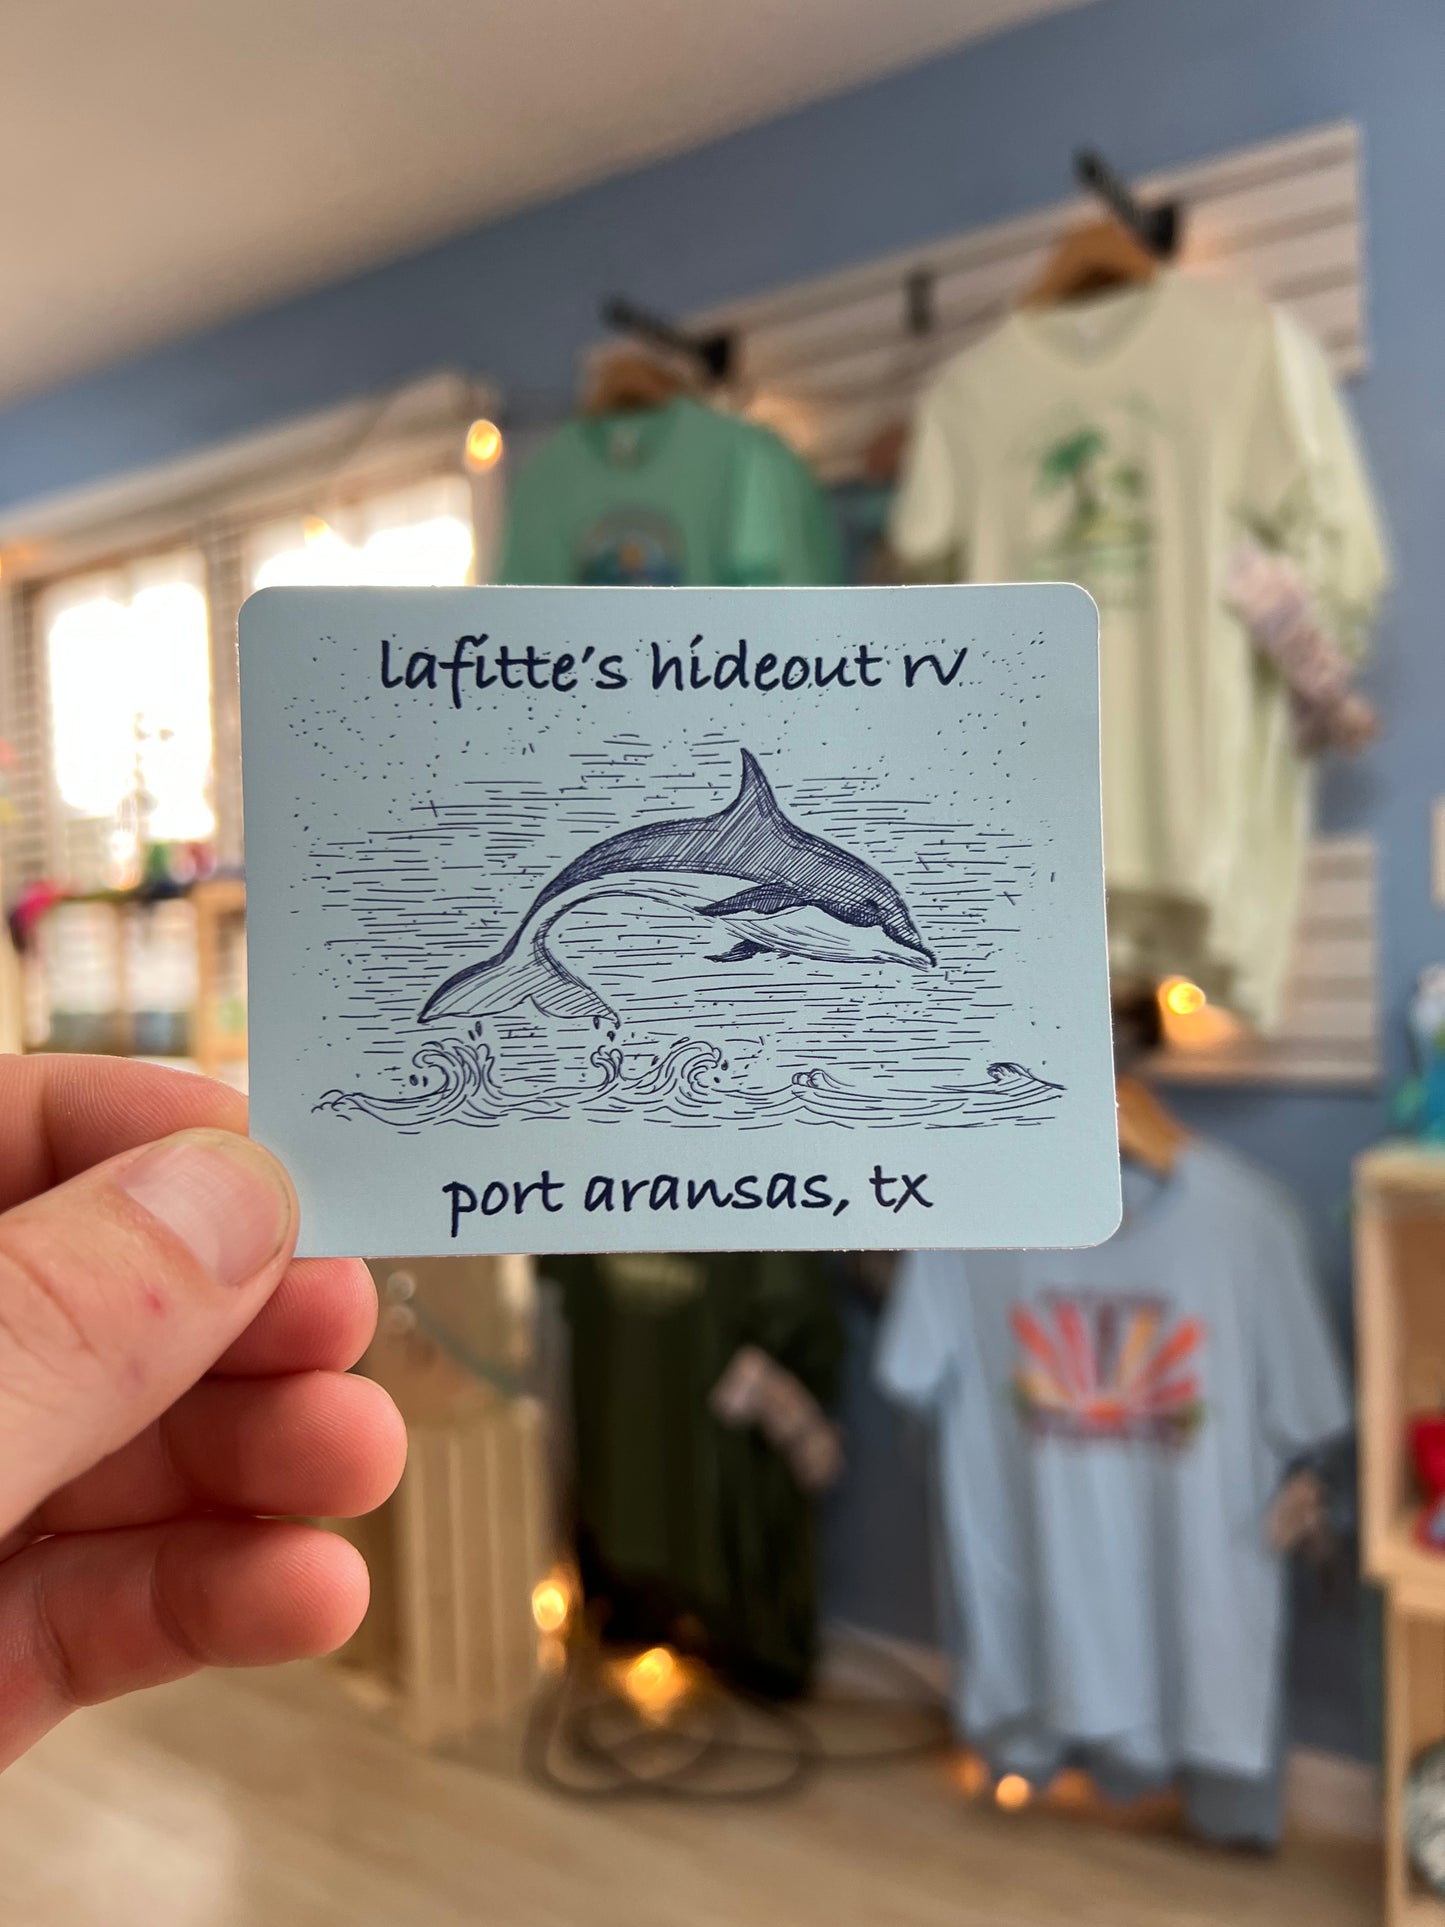 lafitte's hideout rv
port aransas, tx